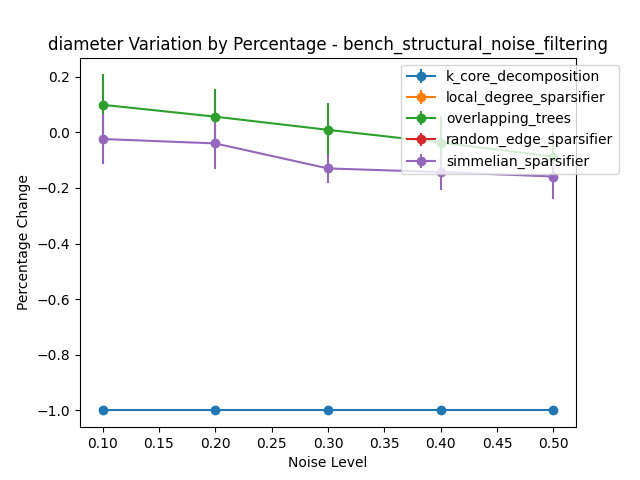 diameter Variation by Percentage - bench_structural_noise_filtering
k_core_decomposition
local_degree_sparsifier
overlapping_trees
random_edge_sparsifier
simmelian_sparsifier
0.2
0.0
−0.2
−0.4
−0.6
−0.8
−1.0
Percentage Change
0.10
0.15
0.20
0.25
0.30
0.35
0.40
0.45
0.50
Noise Level